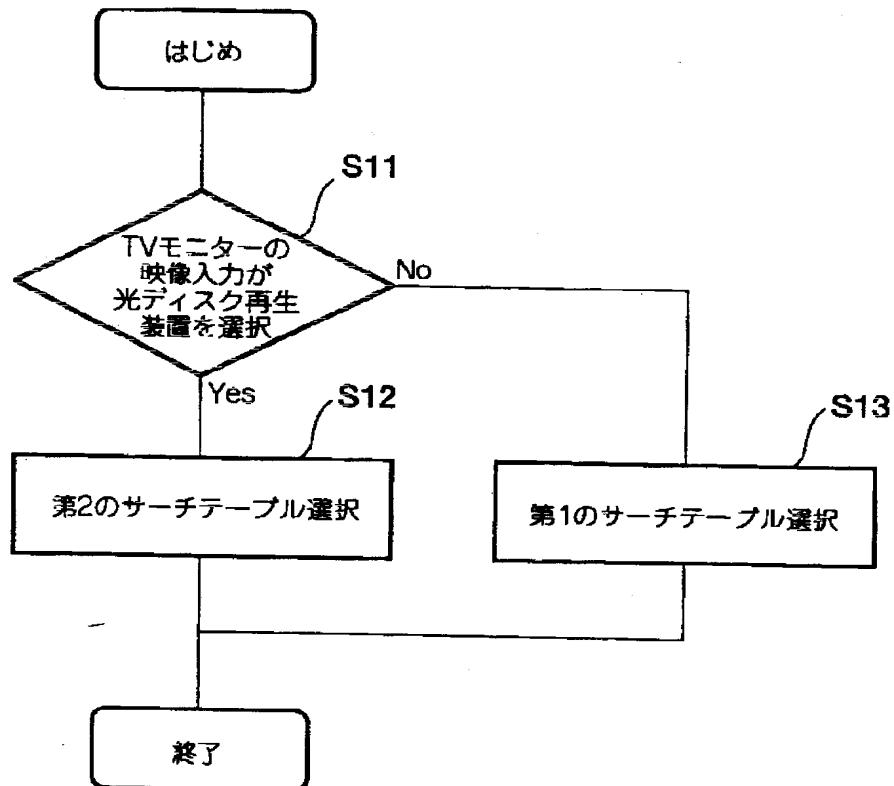 はじめ
S11
TVモニターの
映像入力が
光ディスク再生
装置を選択
No
Yes
S12
S13
第2のサーチテーブル選択
第1のサーチテーブル選択
終了